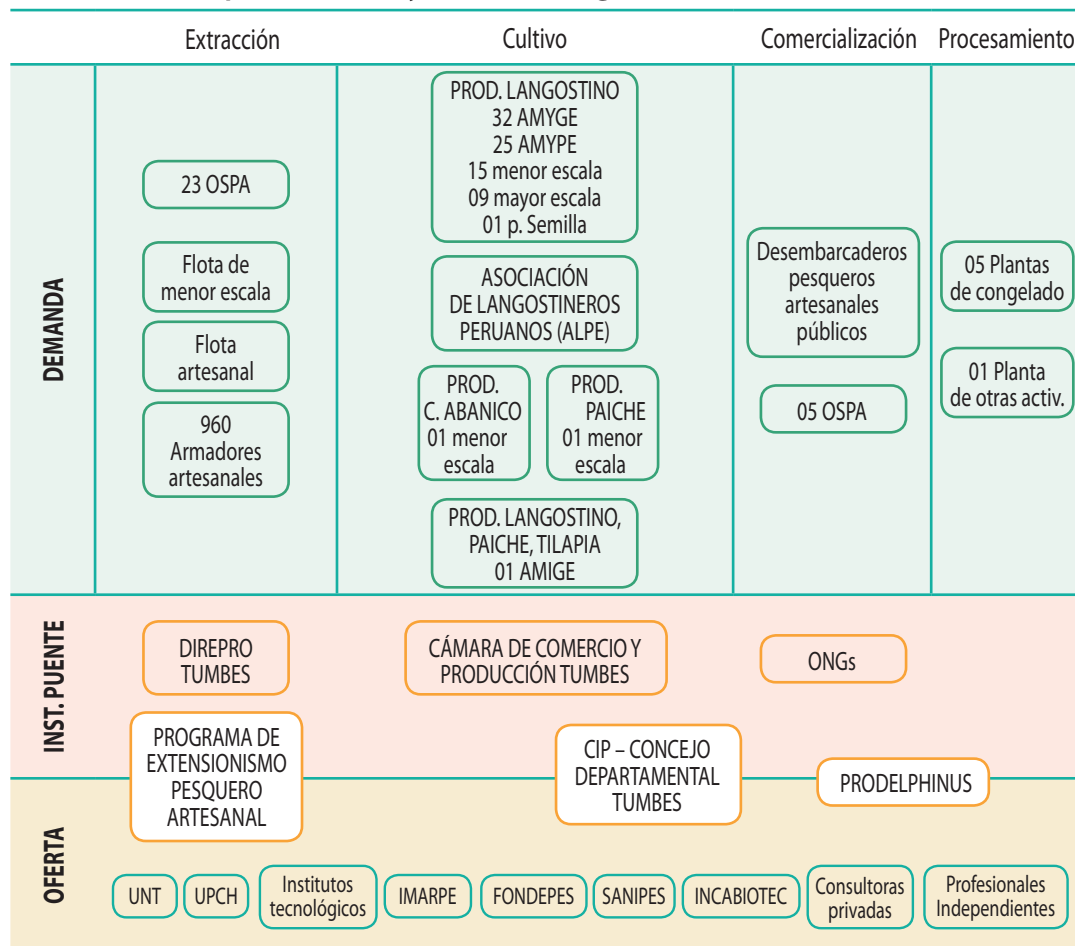 Extracción
Cultivo
Comercialización
Procesamiento
DEMANDA
23 OSPA
Flota de
menor escala
Flota
artesanal
960
Armadores
artesanales
PROD. LANGOSTINO
32 AMYGE
25 AMYPE
15 menor escala
09 mayor escala
01 p. Semilla
ASOCIACIÓN
DE LANGOSTINEROS
PERUANOS (ALPE)
PROD.
C. ABANICO
01 menor
escala
PROD.
PAICHE
01 menor
escala
PROD. LANGOSTINO,
PAICHE, TILAPIA
01 AMIGE
Desembarcaderos
pesqueros
artesanales
públicos
05 OSPA
05 Plantas
de congelado
01 Planta
de otras activ.
INST. PUENTE
DIREPRO
TUMBES
CÁMARA DE COMERCIO Y
PRODUCCIÓN TUMBES
ONGs
PROGRAMA DE
EXTENSIONISMO
PESQUERO
ARTESANAL
CIP – CONCEJO
DEPARTAMENTAL
TUMBES
PRODELPHINUS
OFERTA
UNT
UPCH
Institutos
tecnológicos
IMARPE
FONDEPES
SANIPES
INCABIOTEC
Consultoras
privadas
Profesionales
Independientes